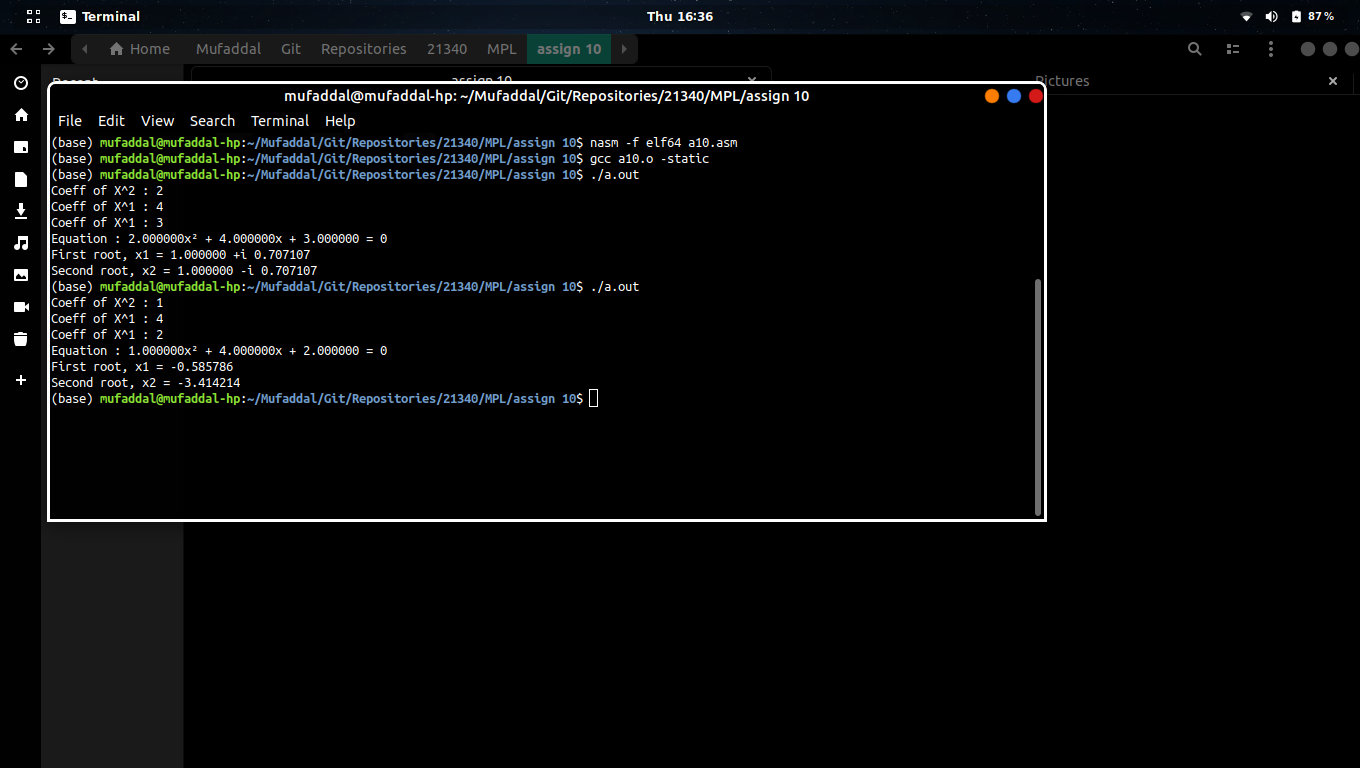 Terminal
Thu 16:36
87 %
Home Mufaddal Git Repositories 21340 MPL assign 10
Recent
assign 10
Pictures
mufaddal@mufaddal-hp: ~/Mufaddal/Git/Repositories/21340/MPL/assign 10
File Edit View Search Terminal Help
(base) mufaddal@mufaddal-hp:~/Mufaddal/Git/Repositories/21340/MPL/assign 10$ nasm -f elf64 a10.asm
(base) mufaddal@mufaddal-hp:~/Mufaddal/Git/Repositories/21340/MPL/assign 10$ gcc a10.o -static
(base) mufaddal@mufaddal-hp:~/Mufaddal/Git/Repositories/21340/MPL/assign 10$ ./a.out
Coeff of X^2 : 2
Coeff of X^1 : 4
Coeff of X^1 : 3
Equation : 2.000000x² + 4.000000x + 3.000000 = 0
First root, x1 = 1.000000 +i 0.707107
Second root, x2 = 1.000000 -i 0.707107
(base) mufaddal@mufaddal-hp:~/Mufaddal/Git/Repositories/21340/MPL/assign 10$ ./a.out
Coeff of X^2 : 1
Coeff of X^1 : 4
Coeff of X^1 : 2
Equation : 1.000000x² + 4.000000x + 2.000000 = 0
First root, x1 = -0.585786
Second root, x2 = -3.414214
(base) mufaddal@mufaddal-hp:~/Mufaddal/Git/Repositories/21340/MPL/assign 10$